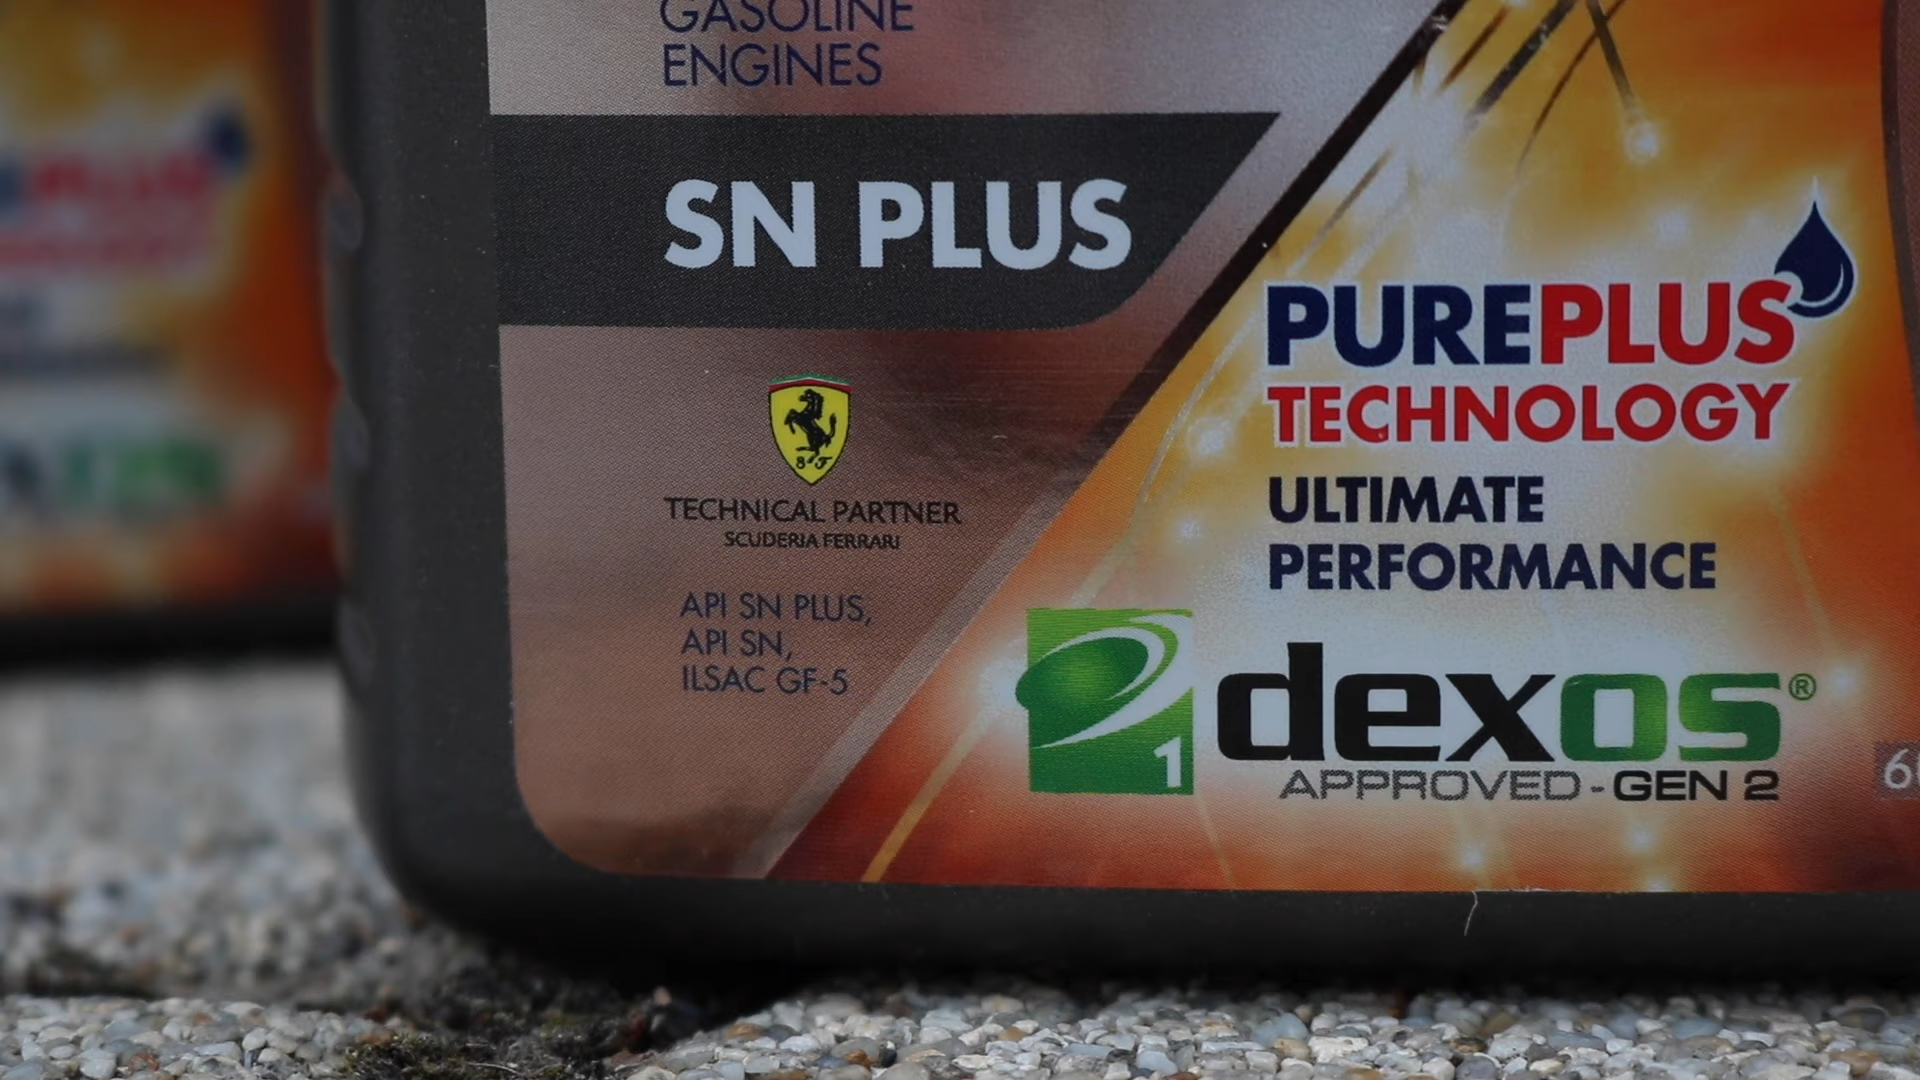 GASOLINE
ENGINES
SN PLUS
TECHNICAL PARTNER
SCUDERIA FERRARI
API SN PLUS,
API SN,
ILSAC GF-5
PUREPLUS
TECHNOLOGY
ULTIMATE
PERFORMANCE
1
dexos®
APPROVED - GEN 2